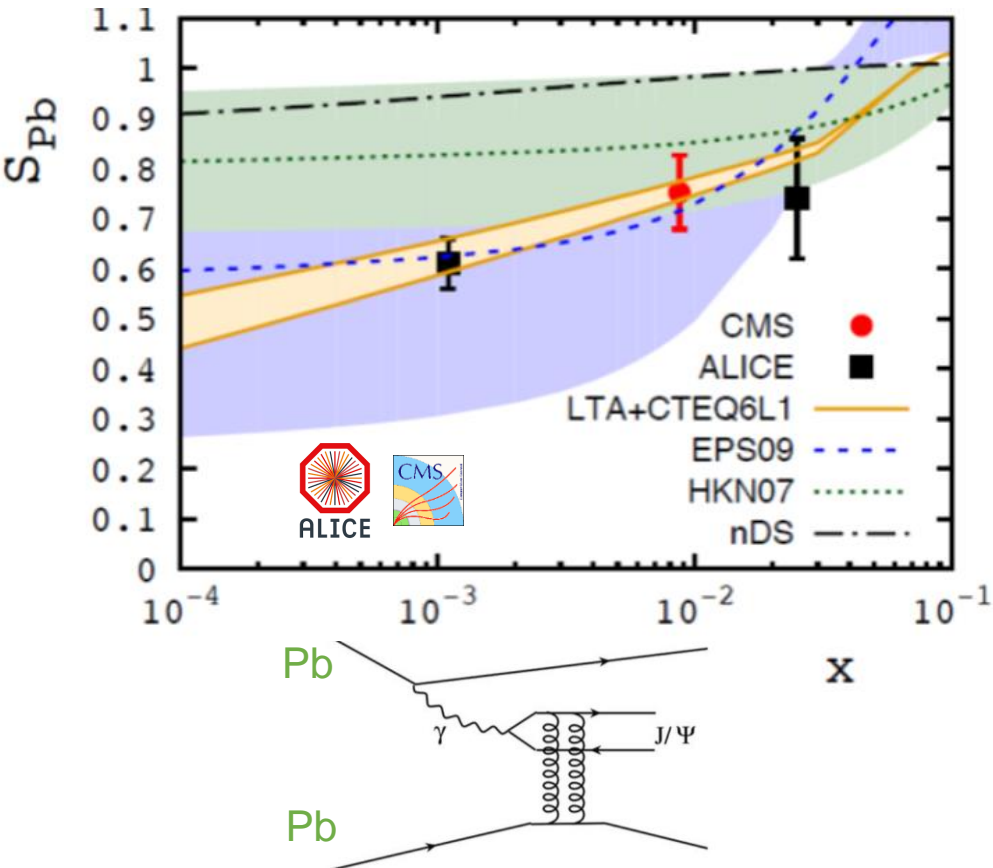 1.1
1
0.9
0.8
0.7
0.6
0.5
0.4
0.3
0.2
0.1
0
S_Pb
CMS
ALICE
LTA+CTEQ6L1
EPS09
HKN07
nDS
ALICE
CMS
10^-4
10^-3
10^-2
10^-1
x
Pb
γ
J/Ψ
Pb